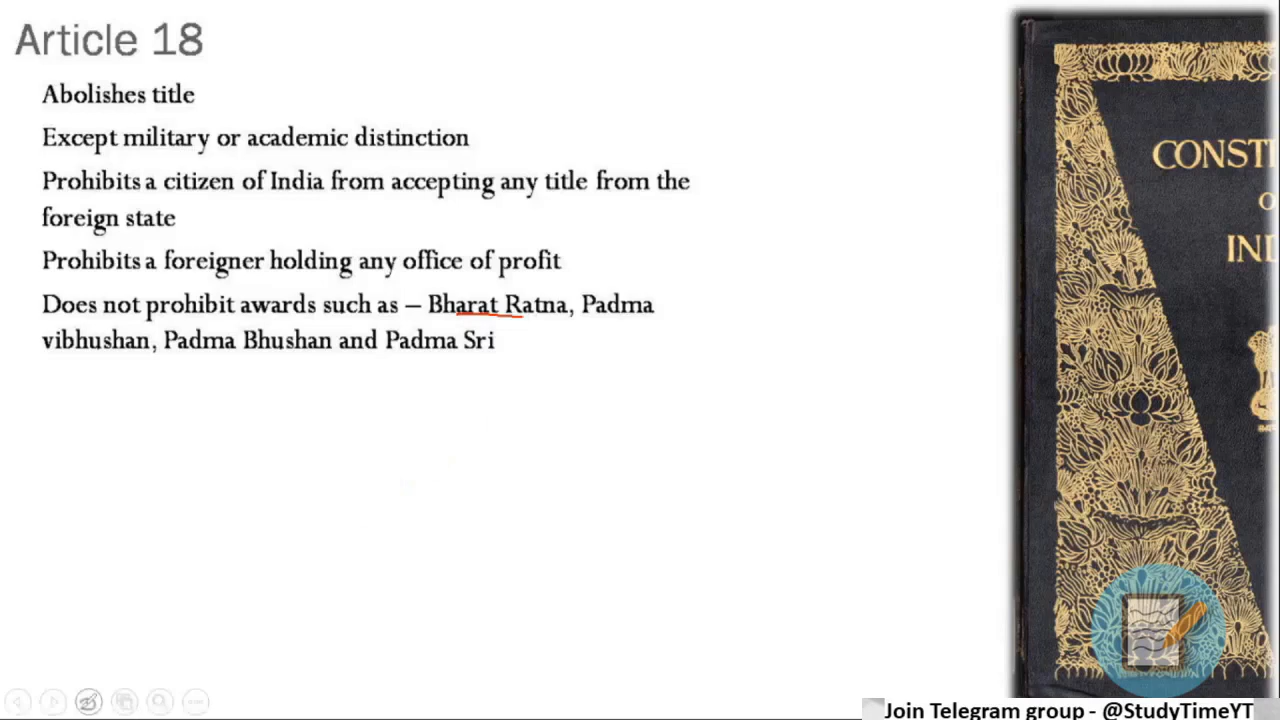 Article 18
Abolishes title
Except military or academic distinction
Prohibits a citizen of India from accepting any title from the
foreign state
Prohibits a foreigner holding any office of profit
Does not prohibit awards such as – Bharat Ratna, Padma
vibhushan, Padma Bhushan and Padma Sri
CONSTI
O
IND
Join Telegram group - @StudyTimeYT